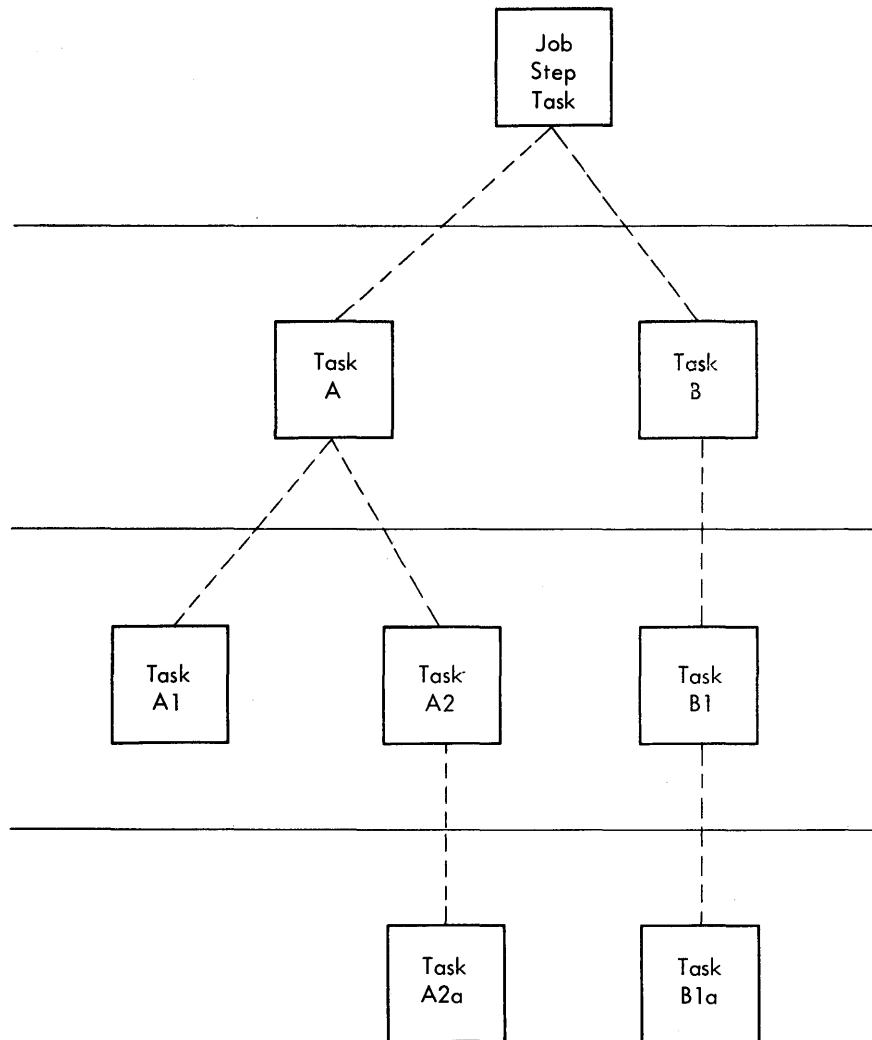 Job
Step
Task
Task
A
Task
B
Task
A1
Task
A2
Task
B1
Task
A2a
Task
B1a